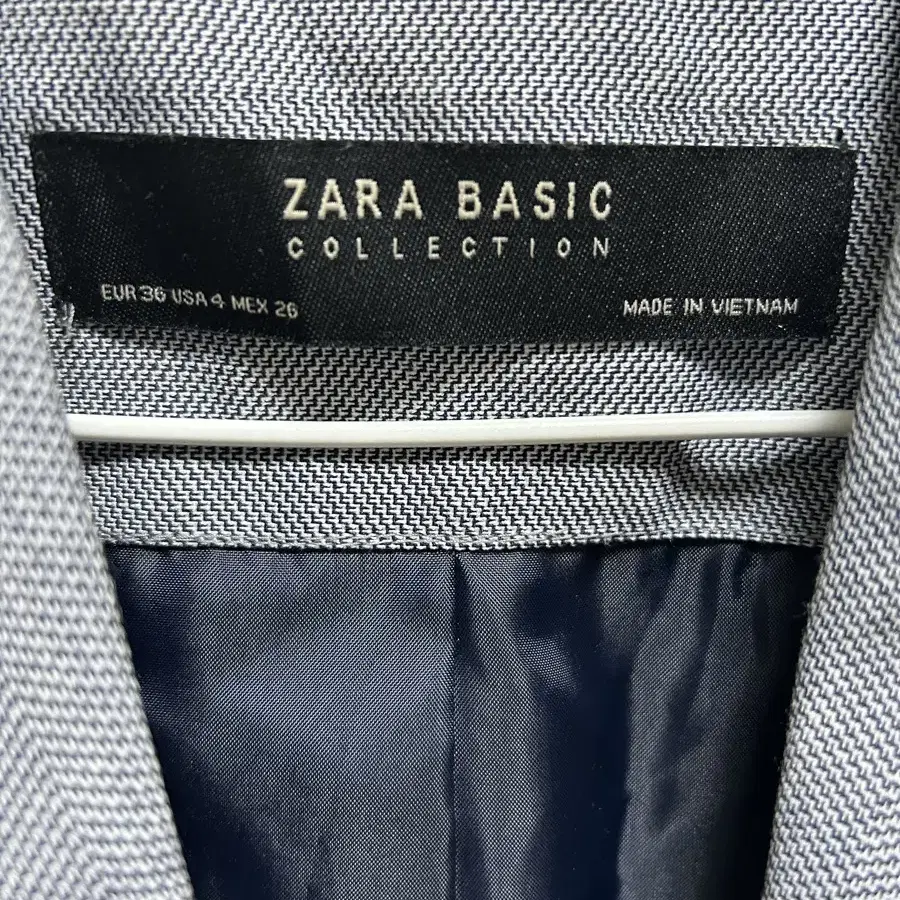 ZARA BASIC
COLLECTION
EUR 36 USA 4 MEX 26
MADE IN VIETNAM